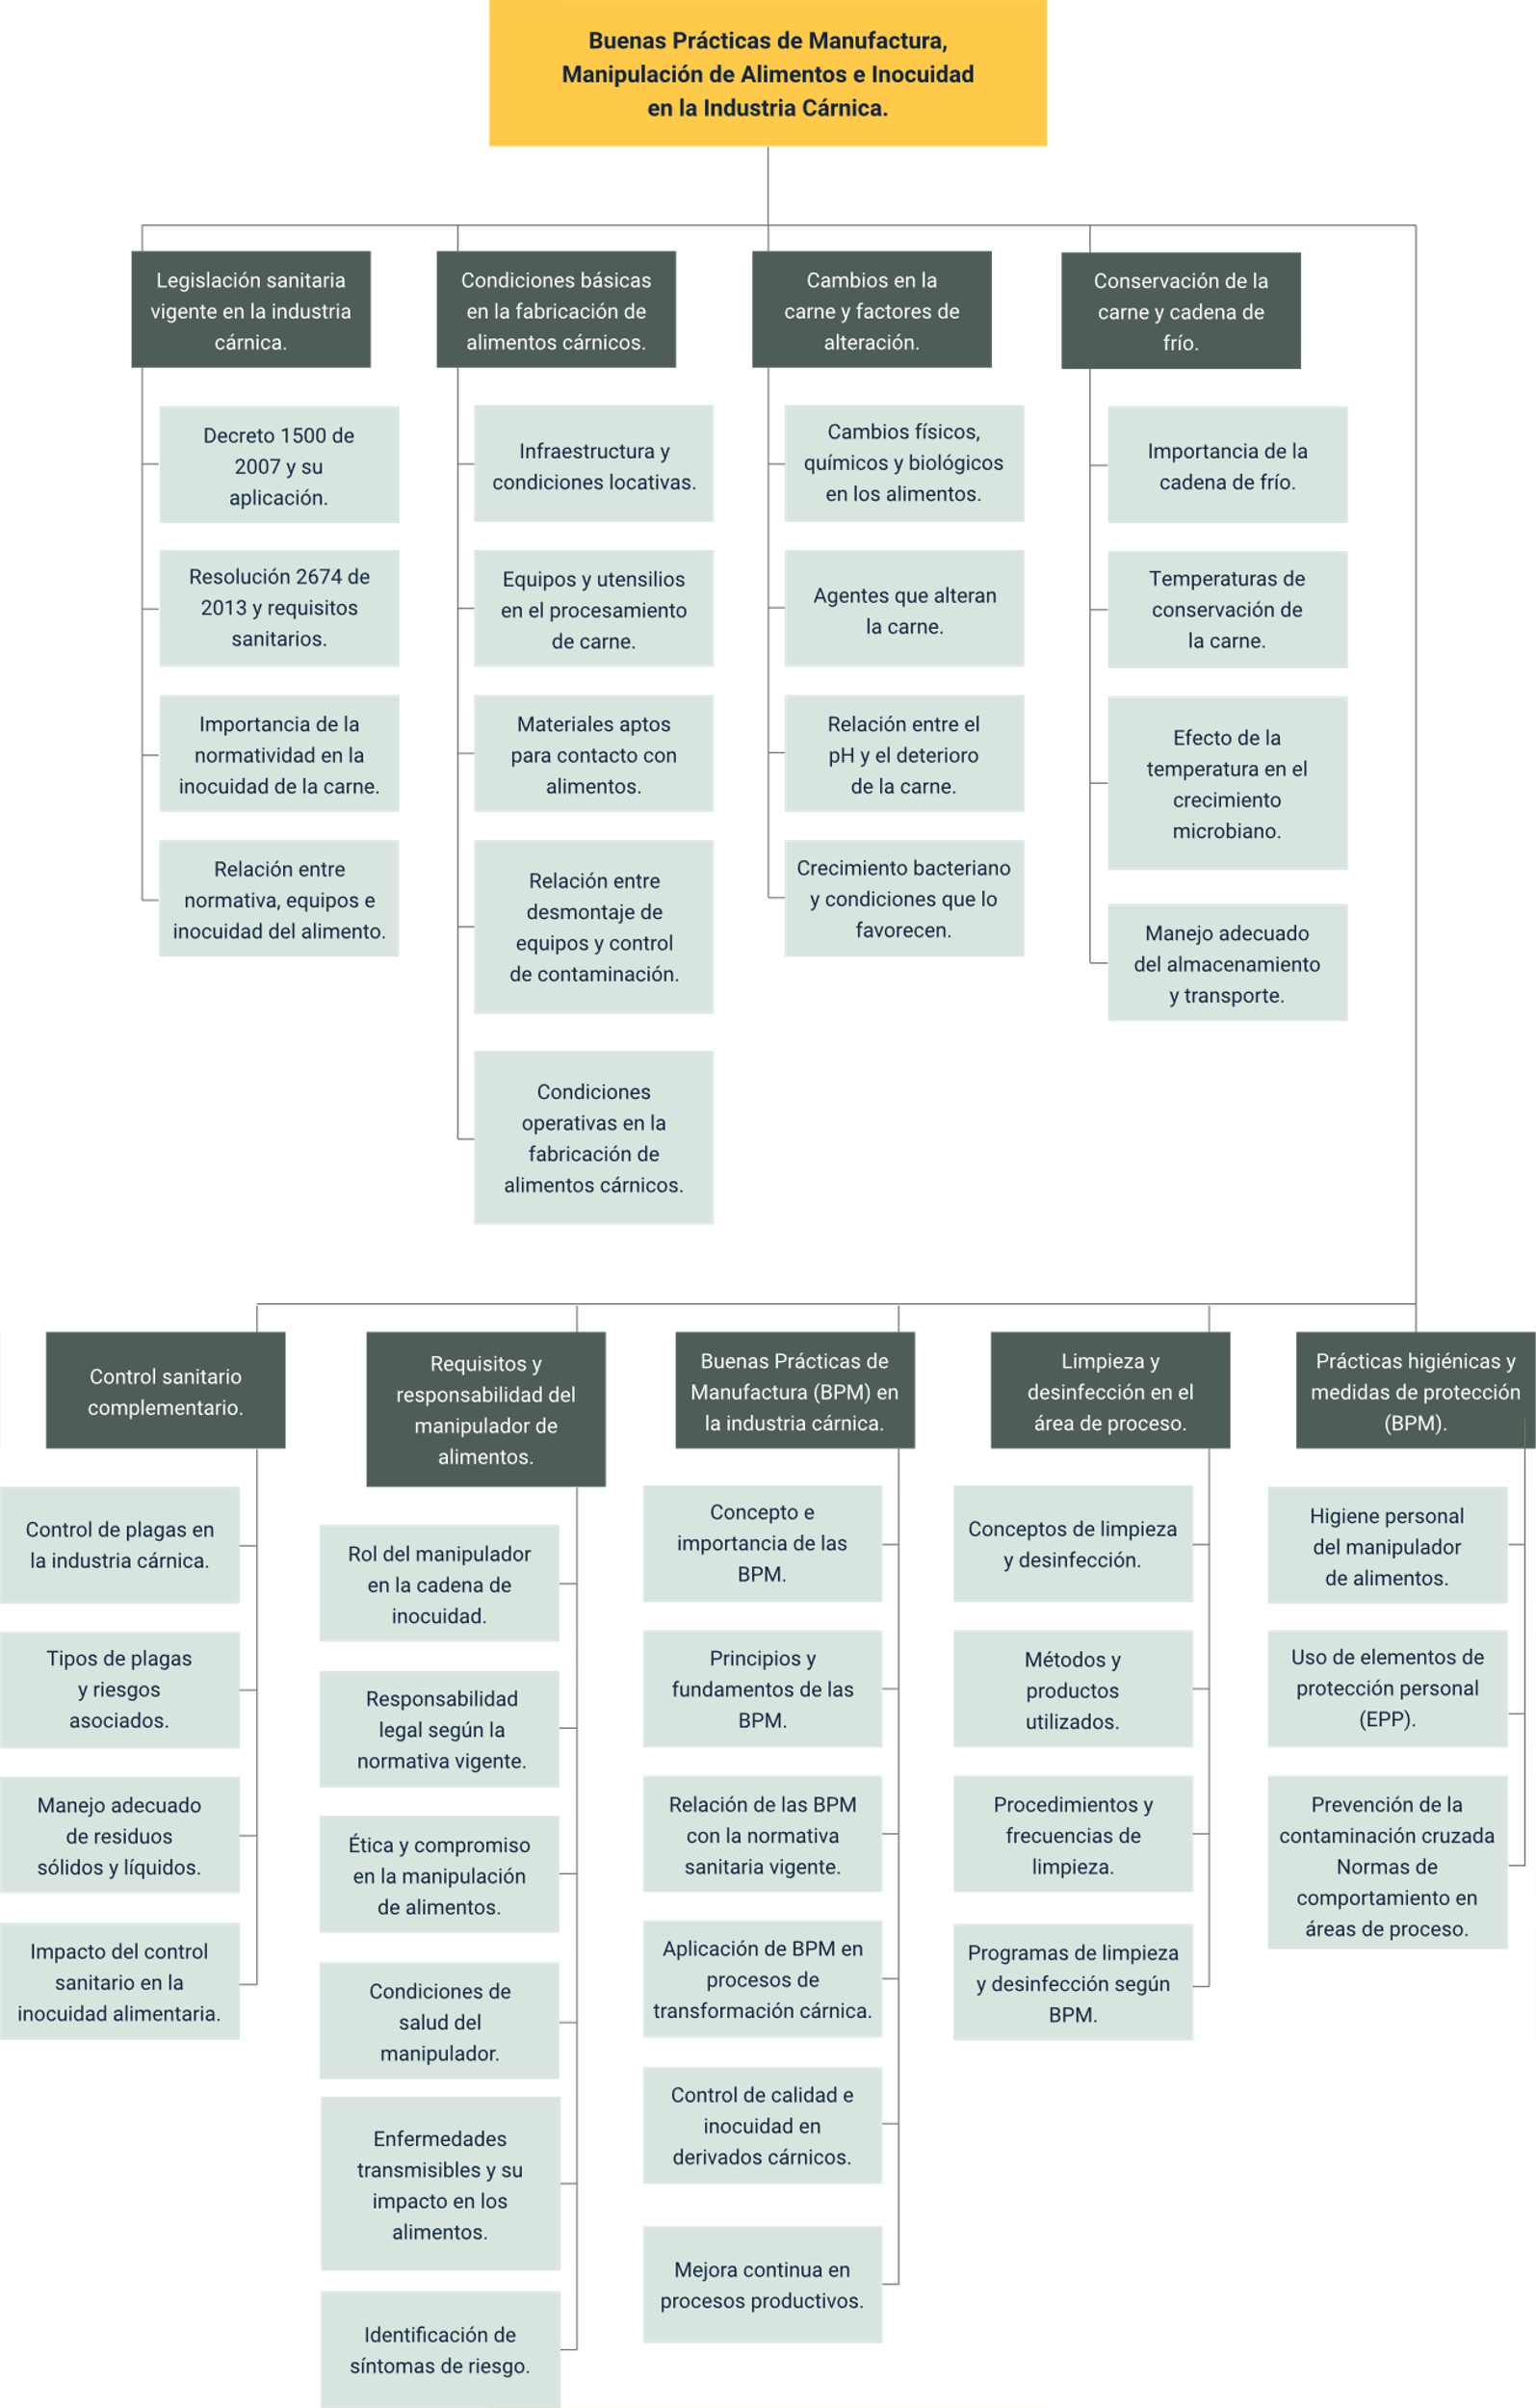 Buenas Prácticas de Manufactura,
Manipulación de Alimentos e Inocuidad
en la Industria Cárnica.
Legislación sanitaria
vigente en la industria
cárnica.
Decreto 1500 de
2007 y su
aplicación.
Resolución 2674 de
2013 y requisitos
sanitarios.
Importancia de la
normatividad en la
inocuidad de la carne.
Relación entre
normativa, equipos e
inocuidad del alimento.
Condiciones básicas
en la fabricación de
alimentos cárnicos.
Infraestructura y
condiciones locativas.
Equipos y utensilios
en el procesamiento
de carne.
Materiales aptos
para contacto con
alimentos.
Relación entre
desmontaje de
equipos y control
de contaminación.
Condiciones
operativas en la
fabricación de
alimentos cárnicos.
Cambios en la
carne y factores de
alteración.
Cambios físicos,
químicos y biológicos
en los alimentos.
Agentes que alteran
la carne.
Relación entre el
pH y el deterioro
de la carne.
Crecimiento bacteriano
y condiciones que lo
favorecen.
Conservación de la
carne y cadena de
frío.
Importancia de la
cadena de frío.
Temperaturas de
conservación de
la carne.
Efecto de la
temperatura en el
crecimiento
microbiano.
Manejo adecuado
del almacenamiento
y transporte.
Control sanitario
complementario.
Control de plagas en
la industria cárnica.
Tipos de plagas
y riesgos
asociados.
Manejo adecuado
de residuos
sólidos y líquidos.
Impacto del control
sanitario en la
inocuidad alimentaria.
Requisitos y
responsabilidad del
manipulador de
alimentos.
Rol del manipulador
en la cadena de
inocuidad.
Responsabilidad
legal según la
normativa vigente.
Ética y compromiso
en la manipulación
de alimentos.
Condiciones de
salud del
manipulador.
Enfermedades
transmisibles y su
impacto en los
alimentos.
Identificación de
síntomas de riesgo.
Buenas Prácticas de
Manufactura (BPM) en
la industria cárnica.
Concepto e
importancia de las
BPM.
Principios y
fundamentos de las
BPM.
Relación de las BPM
con la normativa
sanitaria vigente.
Aplicación de BPM en
procesos de
transformación cárnica.
Control de calidad e
inocuidad en
derivados cárnicos.
Mejora continua en
procesos productivos.
Limpieza y
desinfección en el
área de proceso.
Conceptos de limpieza
y desinfección.
Métodos y
productos
utilizados.
Procedimientos y
frecuencias de
limpieza.
Programas de limpieza
y desinfección según
BPM.
Prácticas higiénicas y
medidas de protección
(BPM).
Higiene personal
del manipulador
de alimentos.
Uso de elementos de
protección personal
(EPP).
Prevención de la
contaminación cruzada
Normas de
comportamiento en
áreas de proceso.